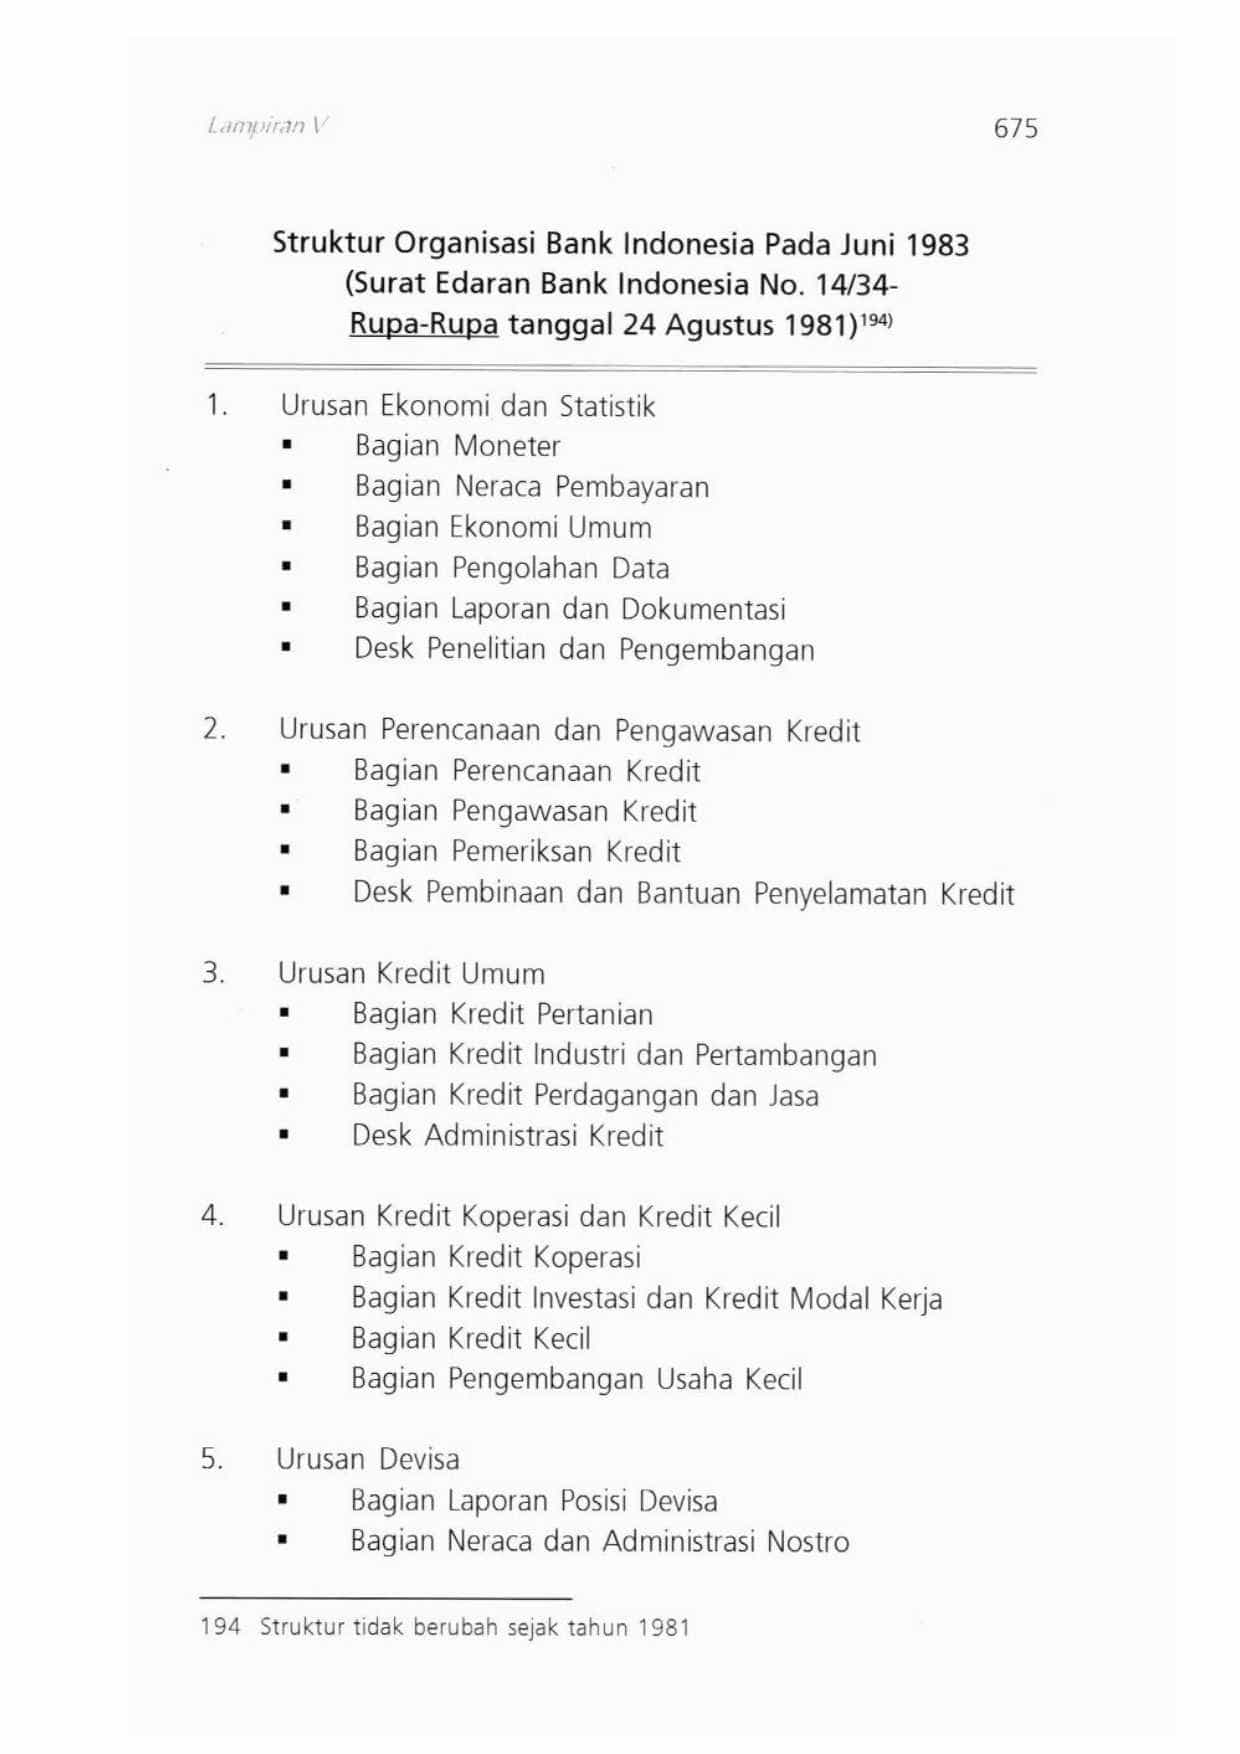 Lampiran V 675
Struktur Organisasi Bank Indonesia Pada Juni 1983
(Surat Edaran Bank Indonesia No. 14/34-
Rupa-Rupa tanggal 24 Agustus 1981)194)
1. Urusan Ekonomi dan Statistik
▪ Bagian Moneter
▪ Bagian Neraca Pembayaran
▪ Bagian Ekonomi Umum
▪ Bagian Pengolahan Data
▪ Bagian Laporan dan Dokumentasi
▪ Desk Penelitian dan Pengembangan
2. Urusan Perencanaan dan Pengawasan Kredit
▪ Bagian Perencanaan Kredit
▪ Bagian Pengawasan Kredit
▪ Bagian Pemeriksan Kredit
▪ Desk Pembinaan dan Bantuan Penyelamatan Kredit
3. Urusan Kredit Umum
▪ Bagian Kredit Pertanian
▪ Bagian Kredit Industri dan Pertambangan
▪ Bagian Kredit Perdagangan dan Jasa
▪ Desk Administrasi Kredit
4. Urusan Kredit Koperasi dan Kredit Kecil
▪ Bagian Kredit Koperasi
▪ Bagian Kredit Investasi dan Kredit Modal Kerja
▪ Bagian Kredit Kecil
▪ Bagian Pengembangan Usaha Kecil
5. Urusan Devisa
▪ Bagian Laporan Posisi Devisa
▪ Bagian Neraca dan Administrasi Nostro
194 Struktur tidak berubah sejak tahun 1981